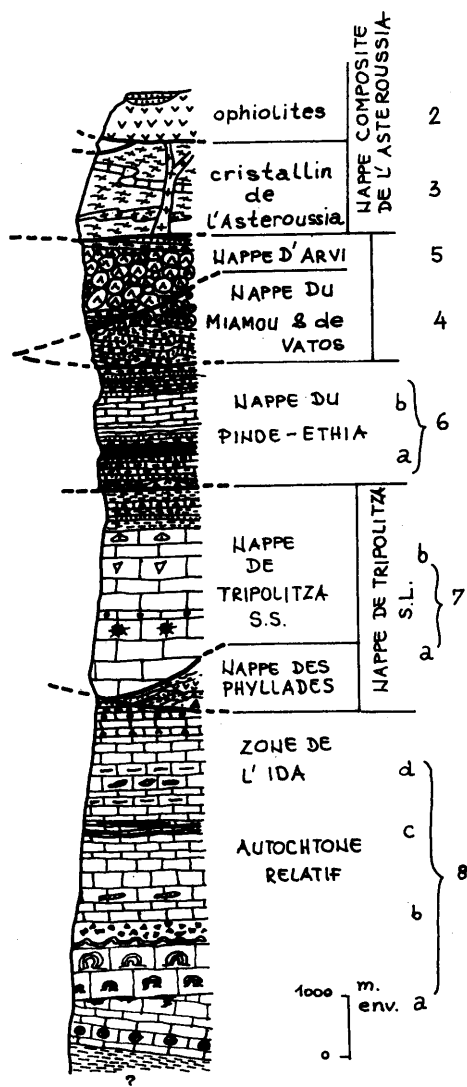 ophiolites
2
cristallin
de
l'Asteroussia
3
NAPPE COMPOSITE
DE L'ASTEROUSSIA
NAPPE D'ARVI
5
NAPPE DU
MIAMOU & de
VATOS
4
NAPPE DU
PINDE-ETHIA
b
a
6
NAPPE
DE
TRIPOLITZA
S.S.
NAPPE DES
PHYLLADES
NAPPE DE TRIPOLITZA
S.L.
b
a
7
ZONE DE
L'IDA
AUTOCHTONE
RELATIF
d
c
b
a
8
1000
m.
env.
0
?